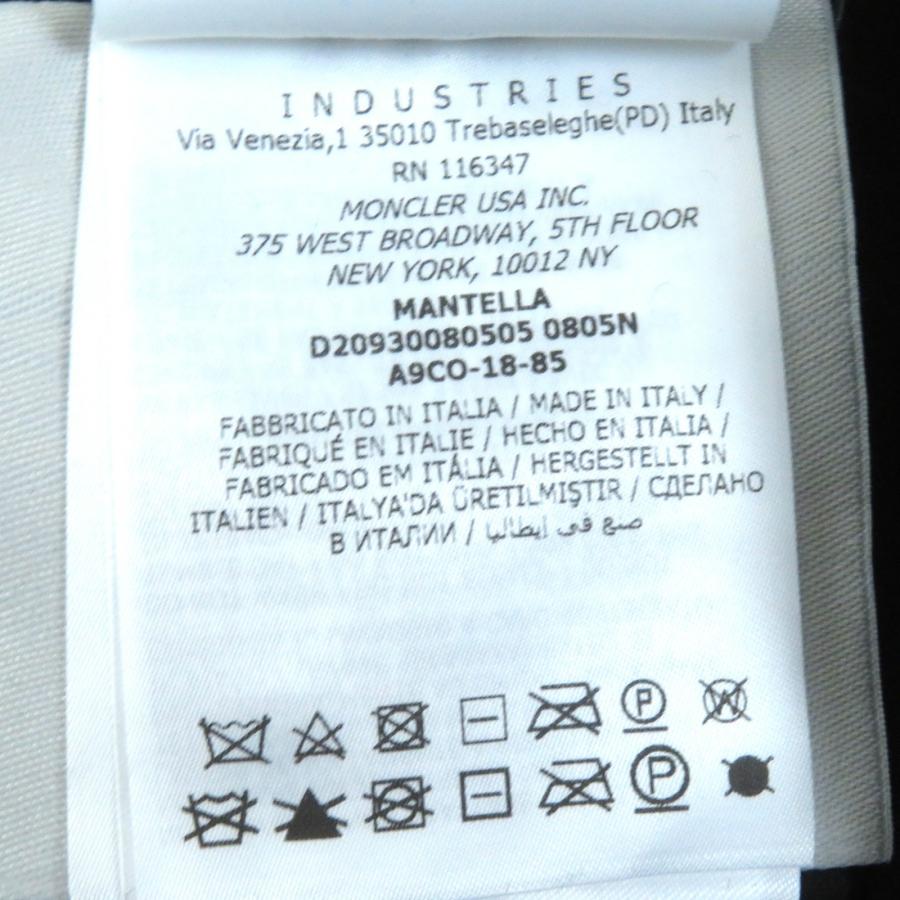 INDUSTRIES
Via Venezia,1 35010 Trebaseleghe(PD) Italy
RN 116347
MONCLER USA INC.
375 WEST BROADWAY, 5TH FLOOR
NEW YORK, 10012 NY
MANTELLA
D20930080505 0805N
A9CO-18-85
FABBRICATO IN ITALIA / MADE IN ITALY /
FABRIQUÉ EN ITALIE / HECHO EN ITALIA /
FABRICADO EM ITÁLIA / HERGESTELLT IN
ITALIEN / ITALYA'DA ÜRETILMIŞTIR / СДЕЛАНО
В ИТАЛИИ / صنع في ايطاليا
P W
P